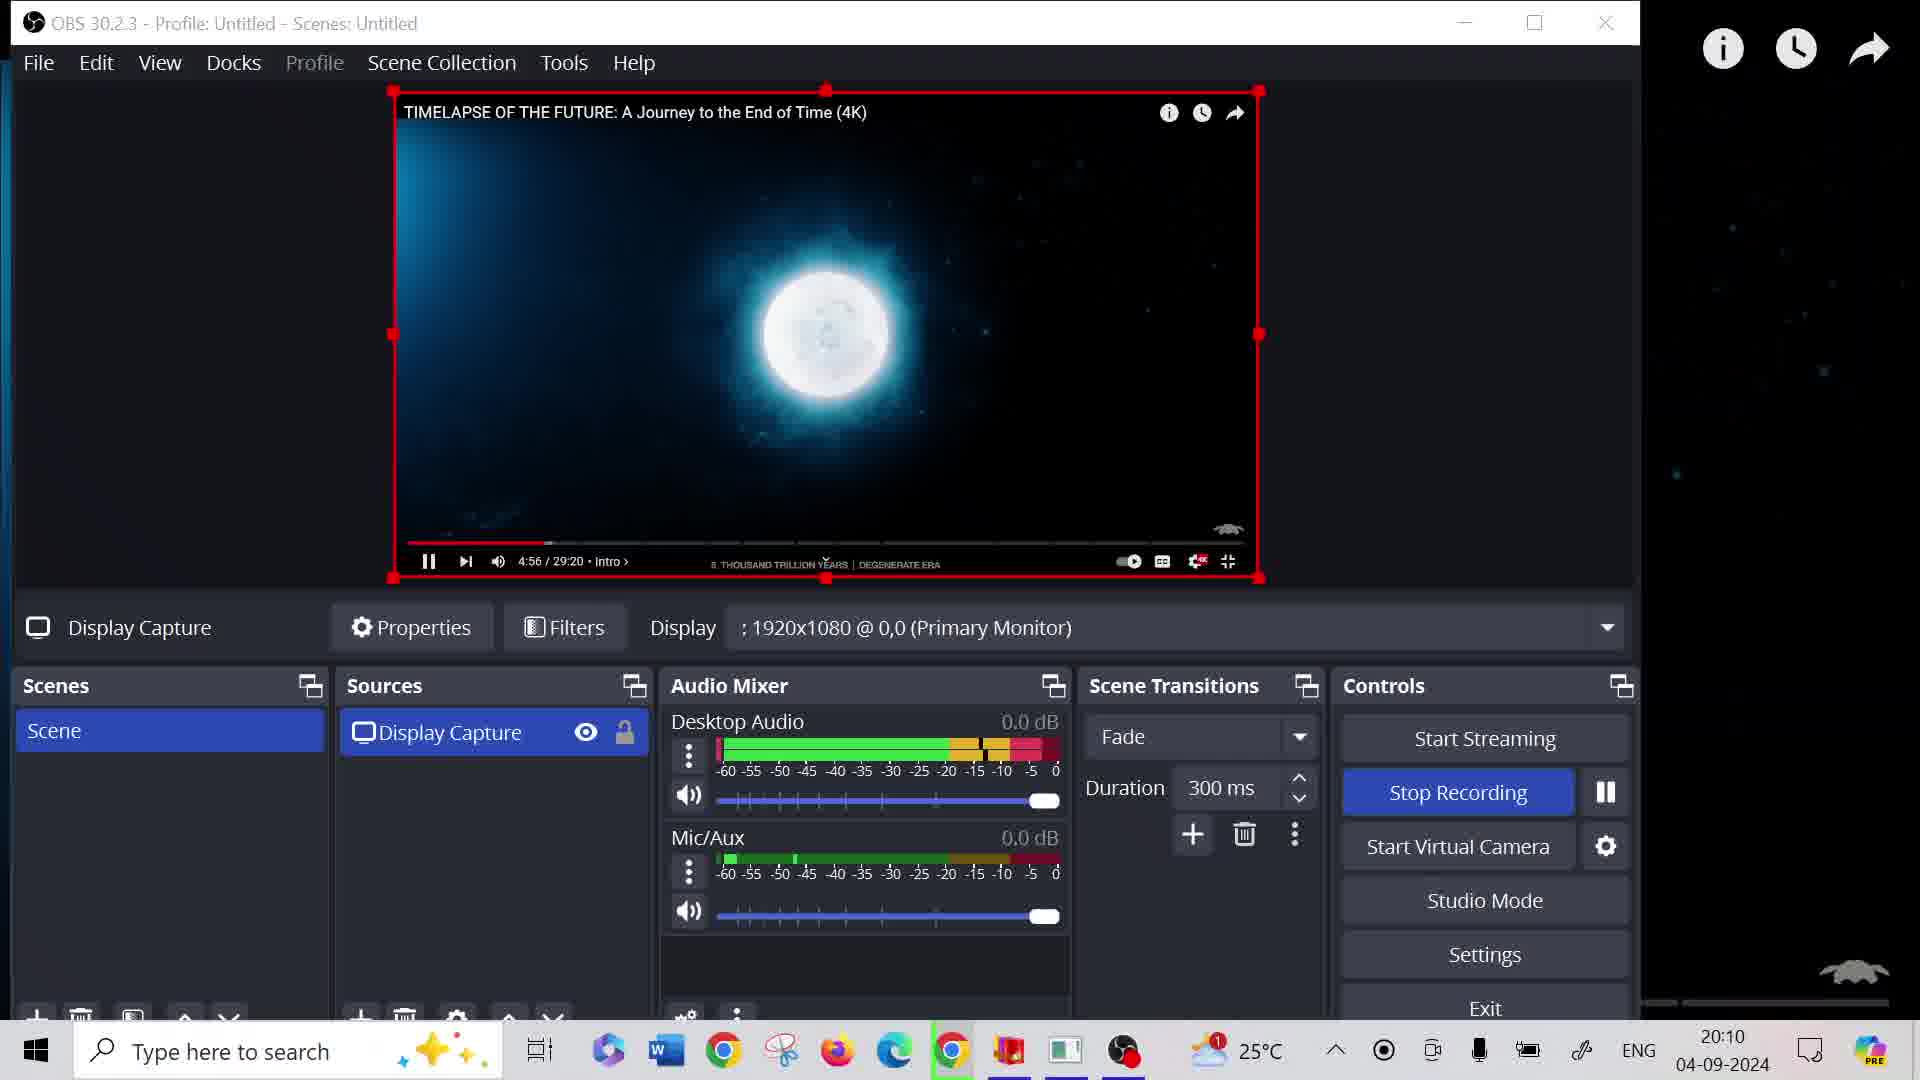 OBS 30.2.3 - Profile: Untitled - Scenes: Untitled
File Edit View Docks Profile Scene Collection Tools Help
TIMELAPSE OF THE FUTURE: A Journey to the End of Time (4K)
4:56 / 29:20 • Intro ›
THOUSAND TRILLION YEARS | DEGENERATE ERA
Display Capture
Properties
Filters
Display
: 1920x1080 @ 0,0 (Primary Monitor)
Scenes
Scene
Sources
Display Capture
Audio Mixer
Desktop Audio 0.0 dB
-60 -55 -50 -45 -40 -35 -30 -25 -20 -15 -10 -5 0
Mic/Aux 0.0 dB
-60 -55 -50 -45 -40 -35 -30 -25 -20 -15 -10 -5 0
Scene Transitions
Fade
Duration 300 ms
Controls
Start Streaming
Stop Recording
Start Virtual Camera
Studio Mode
Settings
Exit
Type here to search
W
1
25°C
ENG
20:10
04-09-2024
PRE